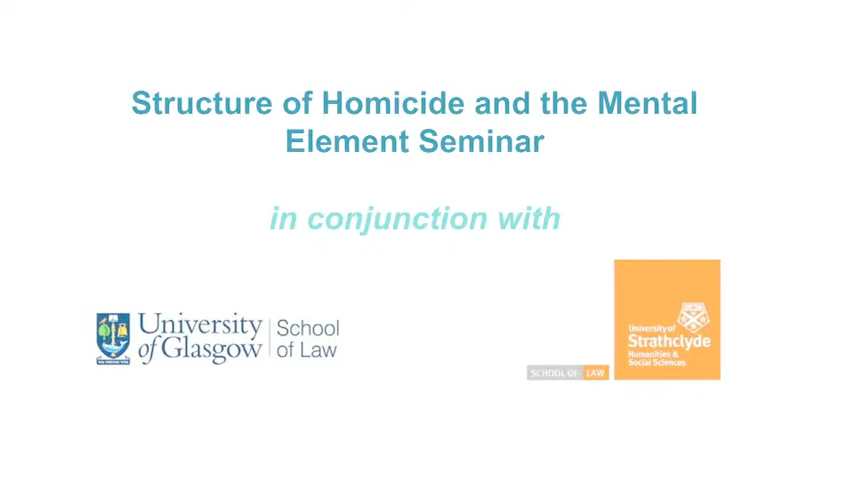 Structure of Homicide and the Mental
Element Seminar
in conjunction with
University
of Glasgow
School
of Law
University of
Strathclyde
Humanities &
Social Sciences
SCHOOL OF LAW